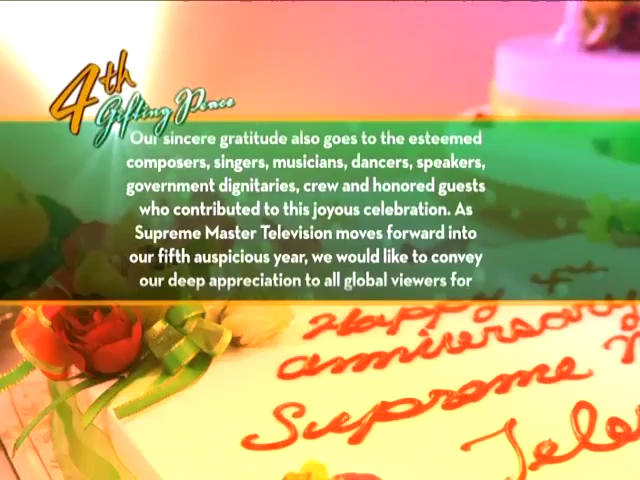 4th
Gifting Peace
Our sincere gratitude also goes to the esteemed
composers, singers, musicians, dancers, speakers,
government dignitaries, crew and honored guests
who contributed to this joyous celebration. As
Supreme Master Television moves forward into
our fifth auspicious year, we would like to convey
our deep appreciation to all global viewers for
Happy
anniversary
Supreme M
Tele